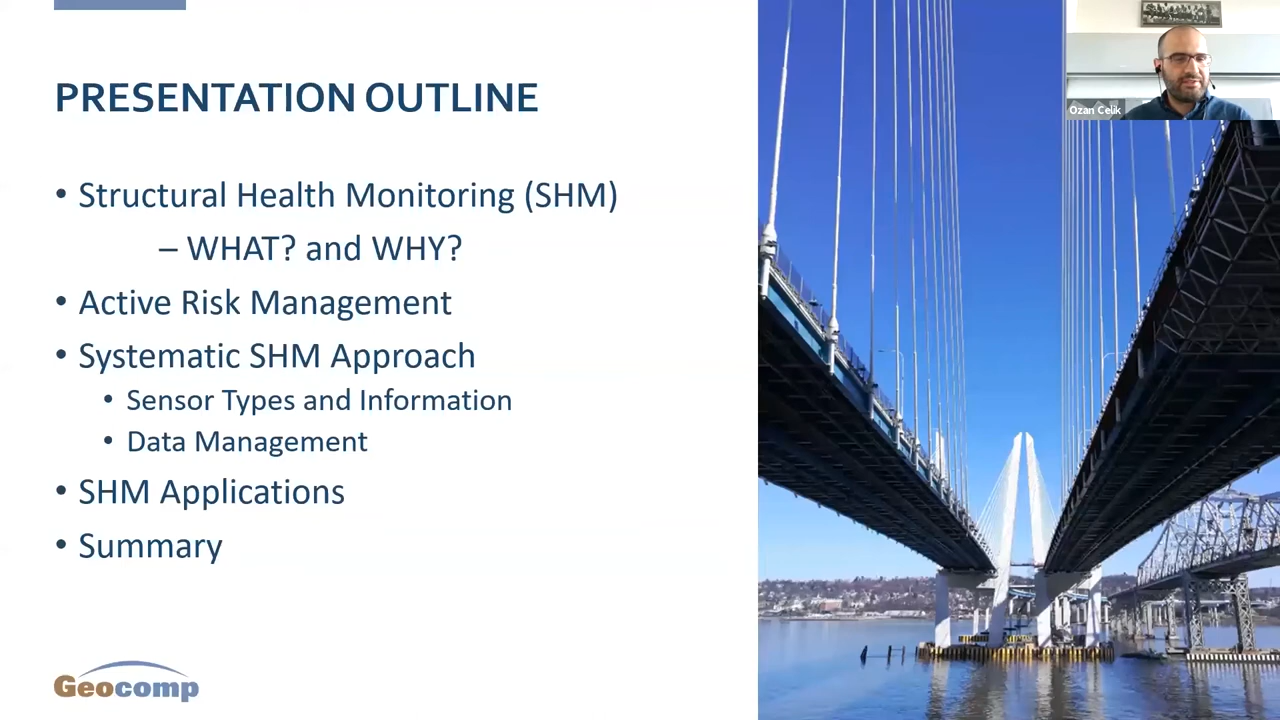 PRESENTATION OUTLINE
• Structural Health Monitoring (SHM)
– WHAT? and WHY?
• Active Risk Management
• Systematic SHM Approach
• Sensor Types and Information
• Data Management
• SHM Applications
• Summary
Geocomp
Ozan Celik